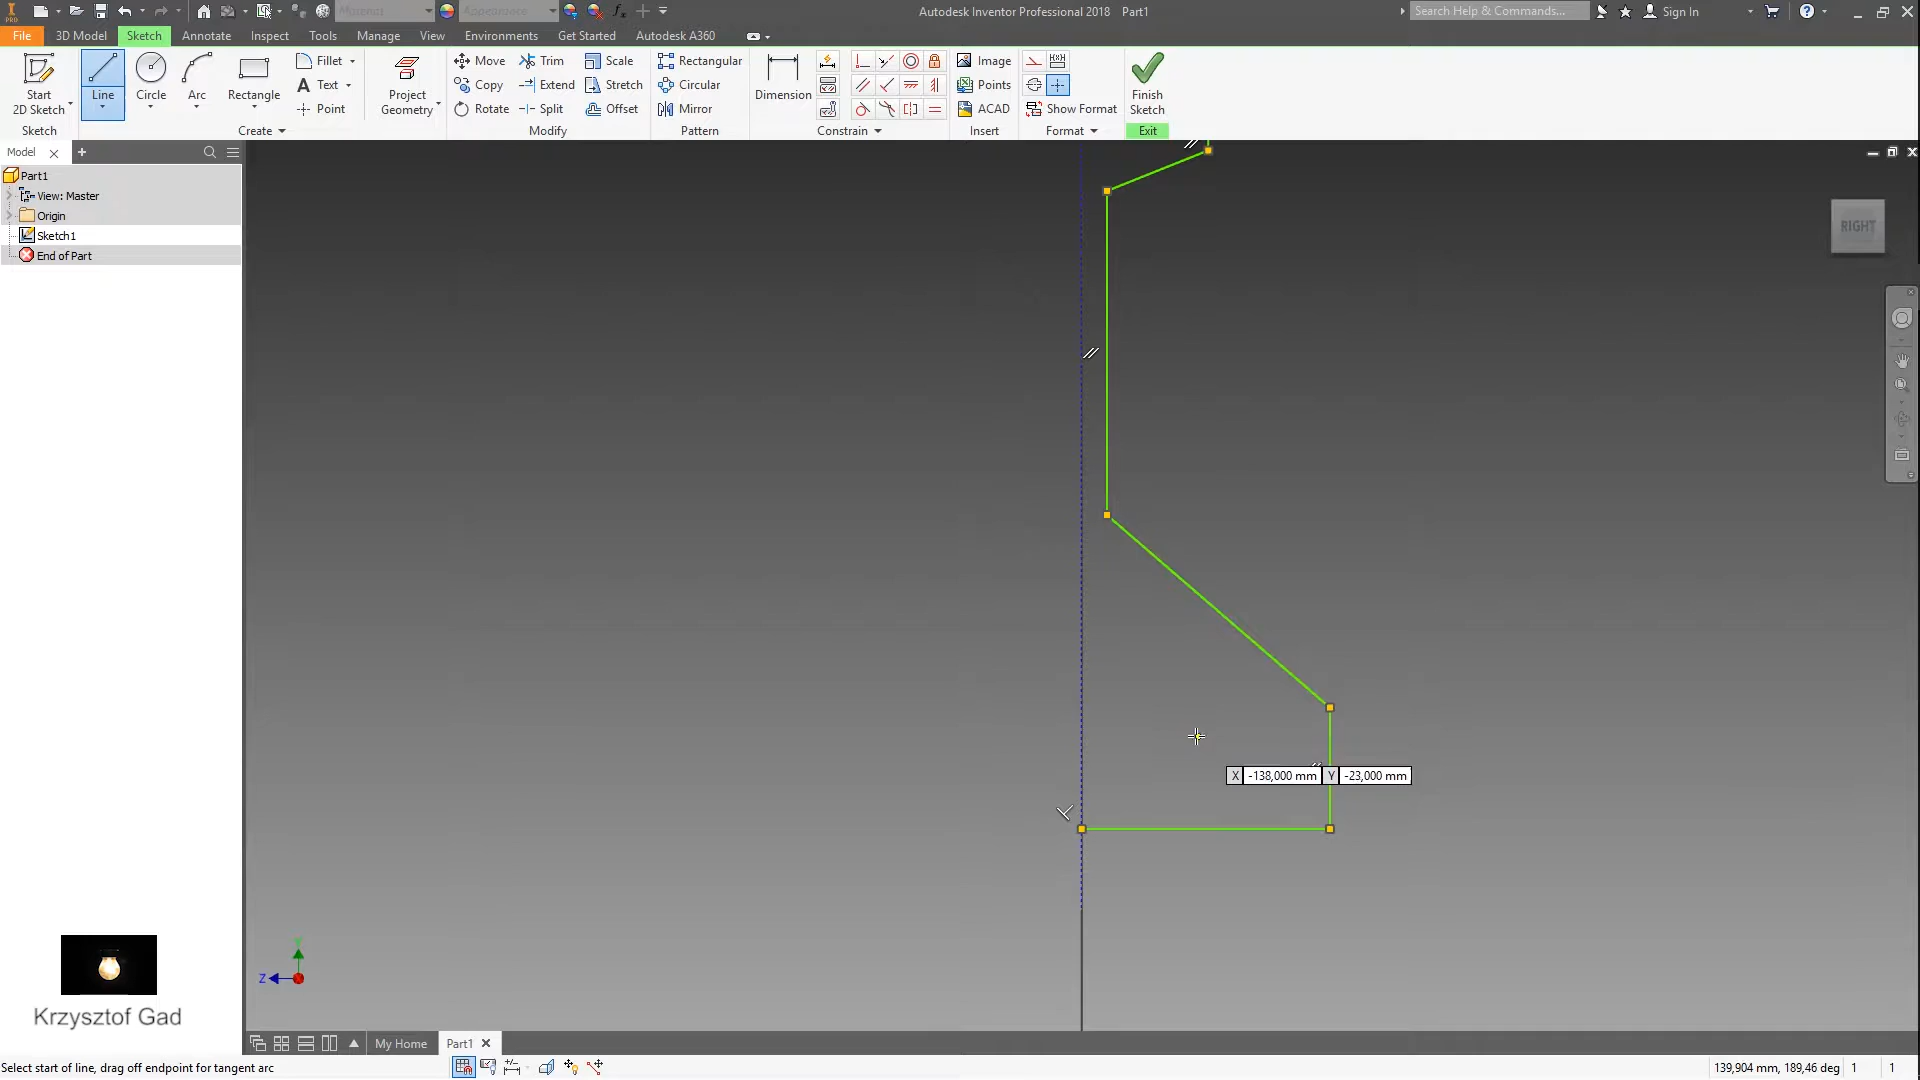 Material
Appearance
Autodesk Inventor Professional 2018 Part1
Search Help & Commands...
Sign In
PRO
File
3D Model
Sketch
Annotate
Inspect
Tools
Manage
View
Environments
Get Started
Autodesk A360
Start
2D Sketch
Line
Circle
Arc
Rectangle
Fillet
Text
Point
Project
Geometry
Move
Copy
Rotate
Trim
Extend
Split
Scale
Stretch
Offset
Rectangular
Circular
Mirror
Dimension
Image
Points
ACAD
Show Format
Finish
Sketch
Sketch
Create
Modify
Pattern
Constrain
Insert
Format
Exit
Model
Part1
View: Master
Origin
Sketch1
End of Part
RIGHT
X -138,000 mm Y -23,000 mm
Y
Z
Krzysztof Gad
My Home
Part1
Select start of line, drag off endpoint for tangent arc
139,904 mm, 189,46 deg 1 1